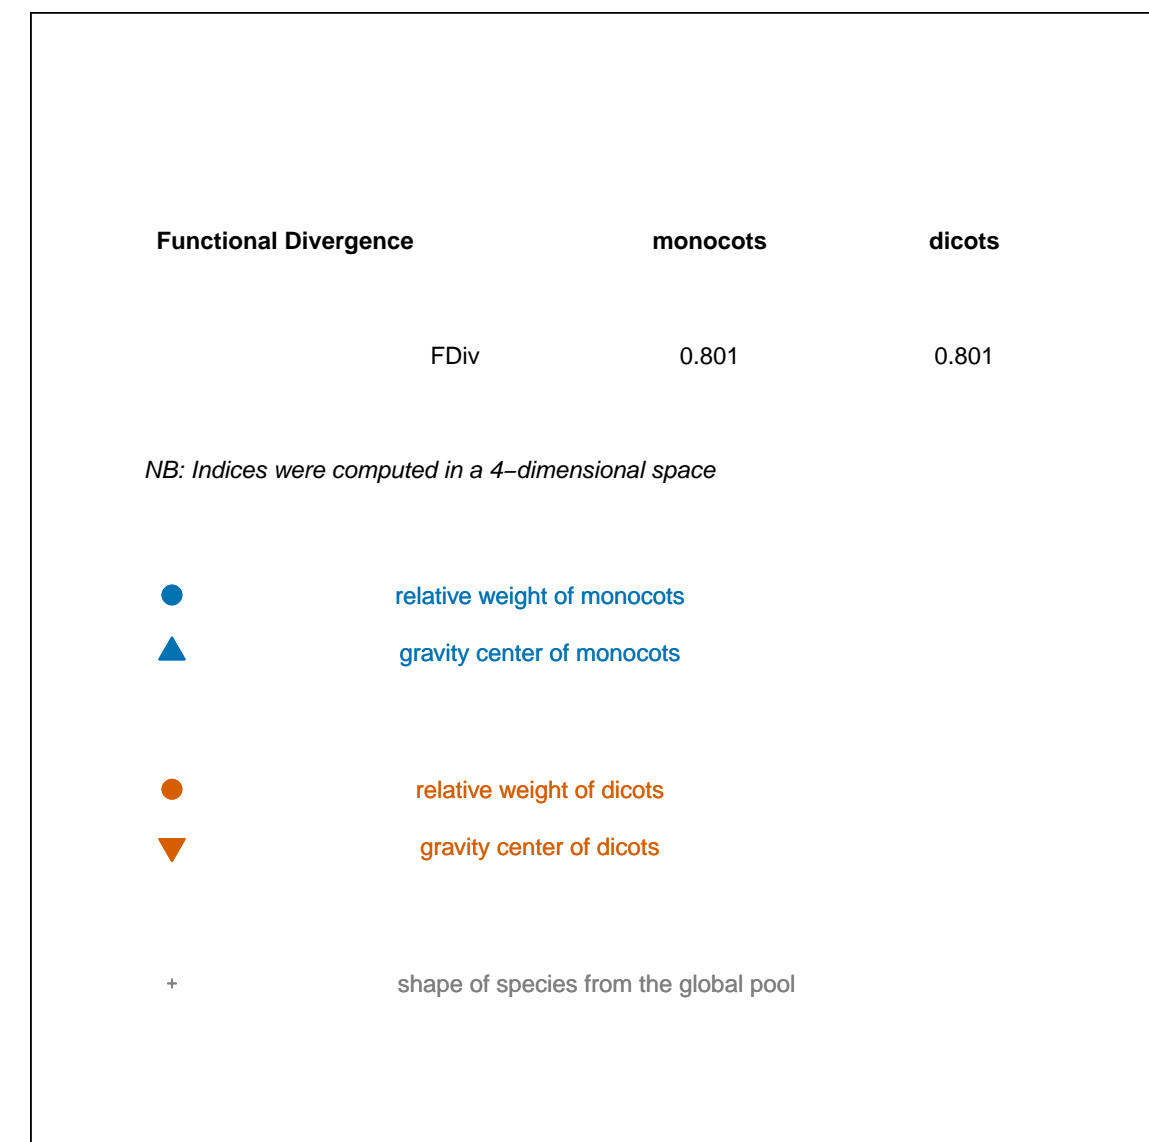 Functional Divergence monocots dicots
FDiv 0.801 0.801
NB: Indices were computed in a 4−dimensional space
relative weight of monocots
gravity center of monocots
relative weight of dicots
gravity center of dicots
shape of species from the global pool